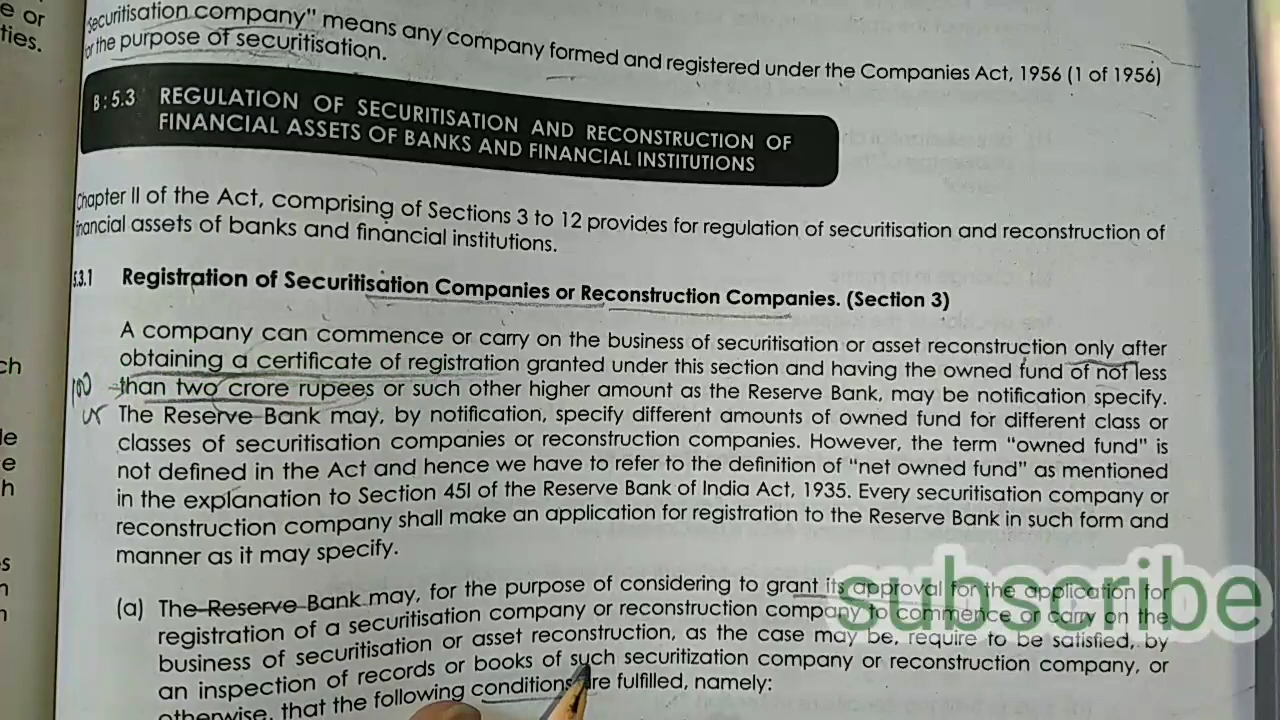 e or
ties.
securitisation company" means any company formed and registered under the Companies Act, 1956 (1 of 1956)
for the purpose of securitisation.
B : 5.3 REGULATION OF SECURITISATION AND RECONSTRUCTION OF
FINANCIAL ASSETS OF BANKS AND FINANCIAL INSTITUTIONS
Chapter II of the Act, comprising of Sections 3 to 12 provides for regulation of securitisation and reconstruction of
financial assets of banks and financial institutions.
5.3.1 Registration of Securitisation Companies or Reconstruction Companies. (Section 3)
A company can commence or carry on the business of securitisation or asset reconstruction only after
obtaining a certificate of registration granted under this section and having the owned fund of not less
100 than two crore rupees or such other higher amount as the Reserve Bank, may be notification specify.
The Reserve Bank may, by notification, specify different amounts of owned fund for different class or
classes of securitisation companies or reconstruction companies. However, the term "owned fund" is
not defined in the Act and hence we have to refer to the definition of "net owned fund" as mentioned
in the explanation to Section 45I of the Reserve Bank of India Act, 1935. Every securitisation company or
reconstruction company shall make an application for registration to the Reserve Bank in such form and
manner as it may specify.
(a) The Reserve Bank may, for the purpose of considering to grant its approval for the application for
registration of a securitisation company or reconstruction company to commence or carry on the
business of securitisation or asset reconstruction, as the case may be, require to be satisfied, by
an inspection of records or books of such securitization company or reconstruction company, or
otherwise, that the following conditions are fulfilled, namely:
ch
le
e
h
s
n
n
subscribe